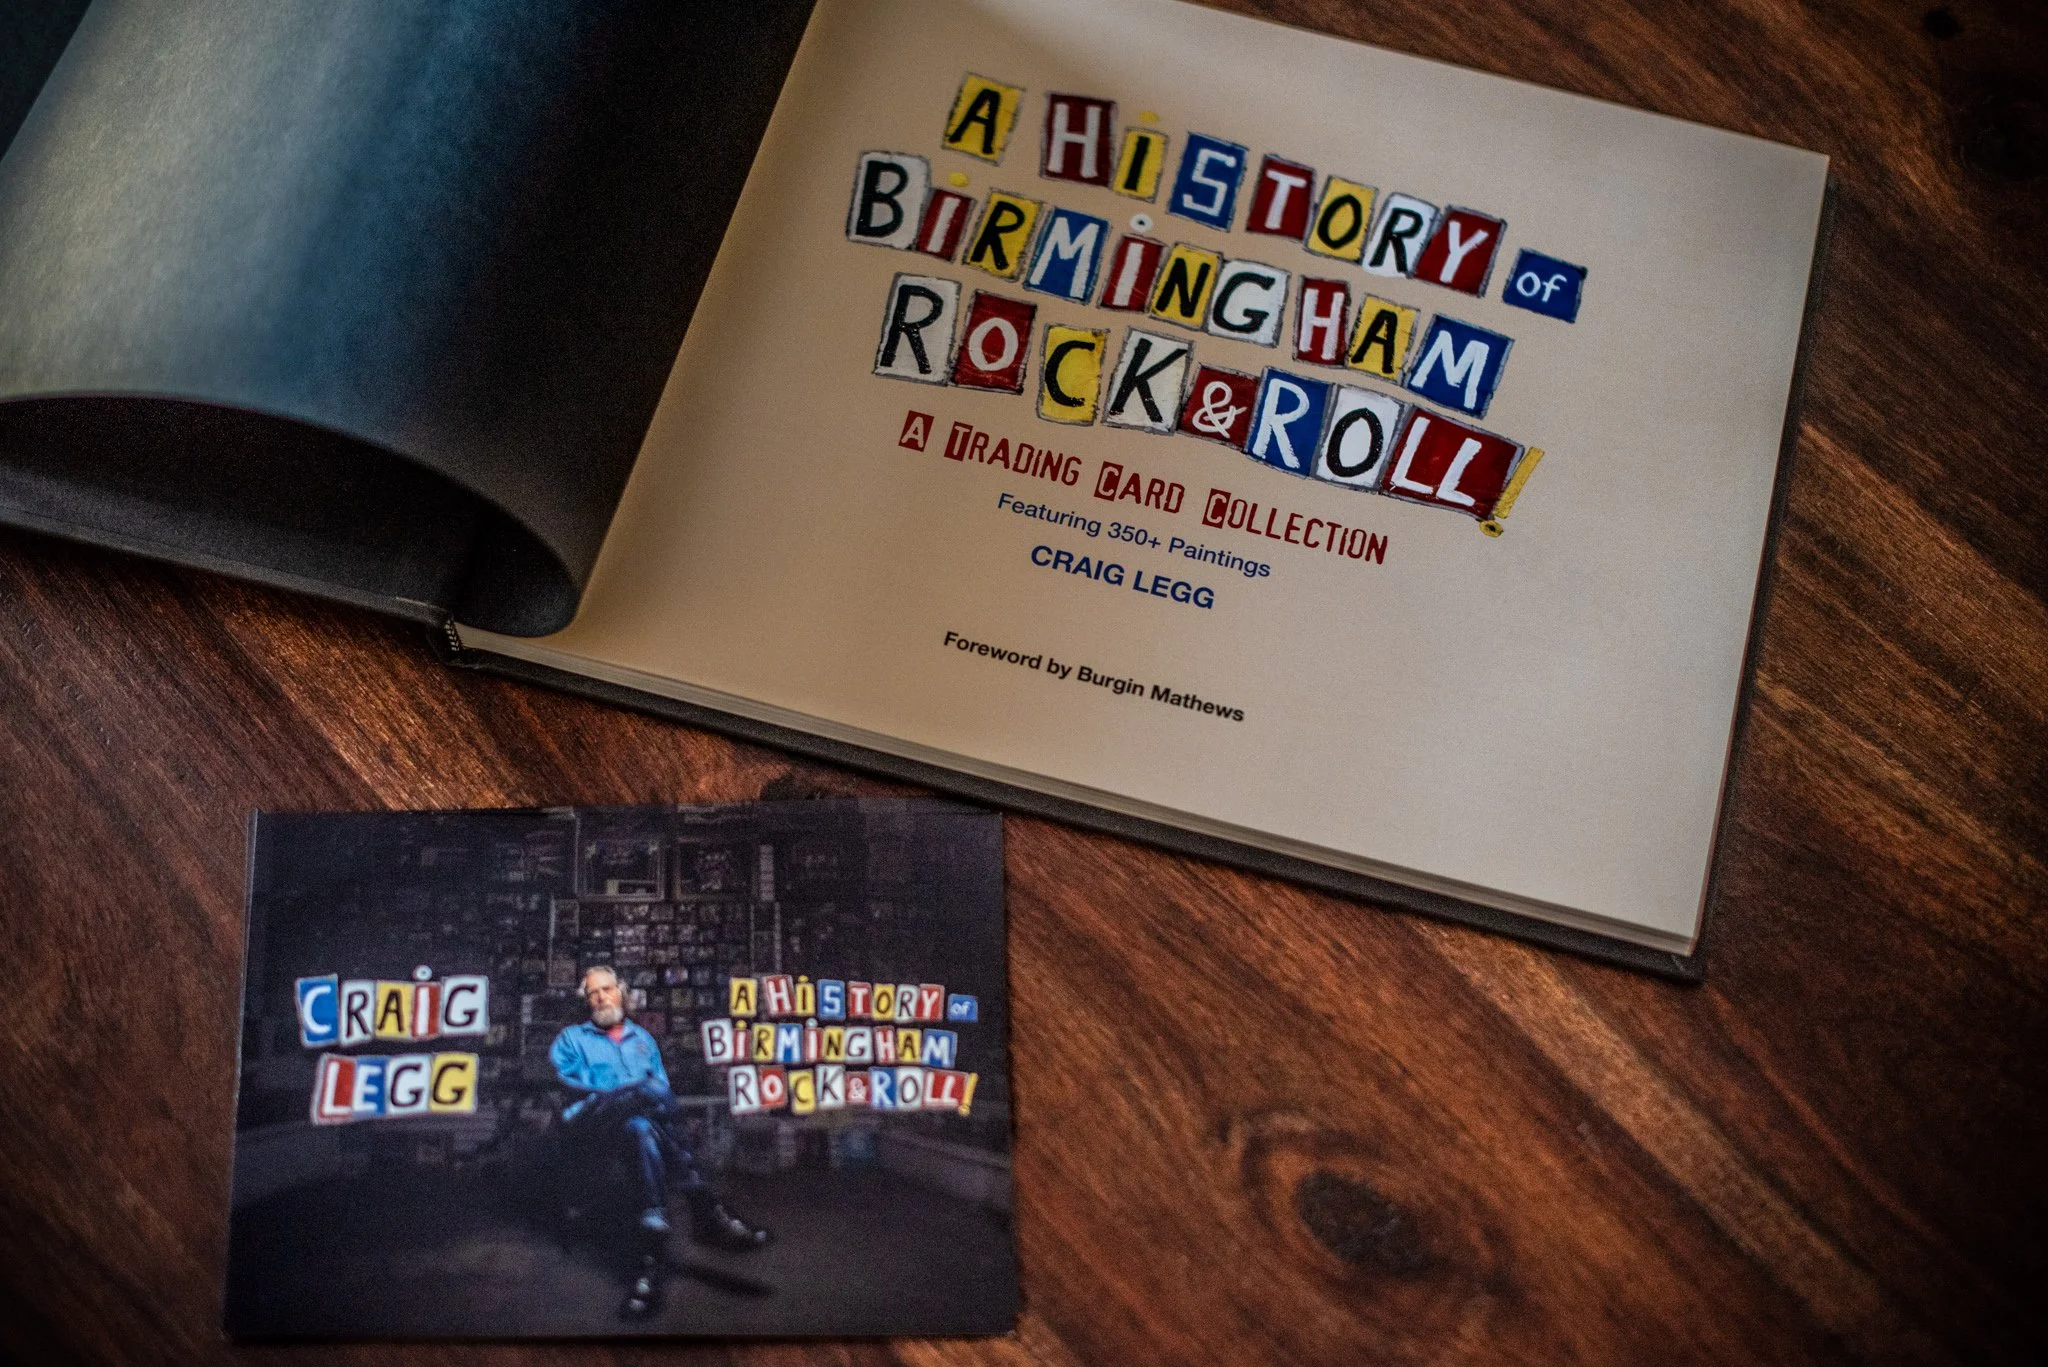 A HiSTORY of
BiRMiNGHAM
ROCK & ROLL!
A TRADING CARD COLLECTION
Featuring 350+ Paintings
CRAIG LEGG
Foreword by Burgin Mathews
CRAiG
LEGG
A HiSTORY of
BiRMiNGHAM
ROCK & ROLL!